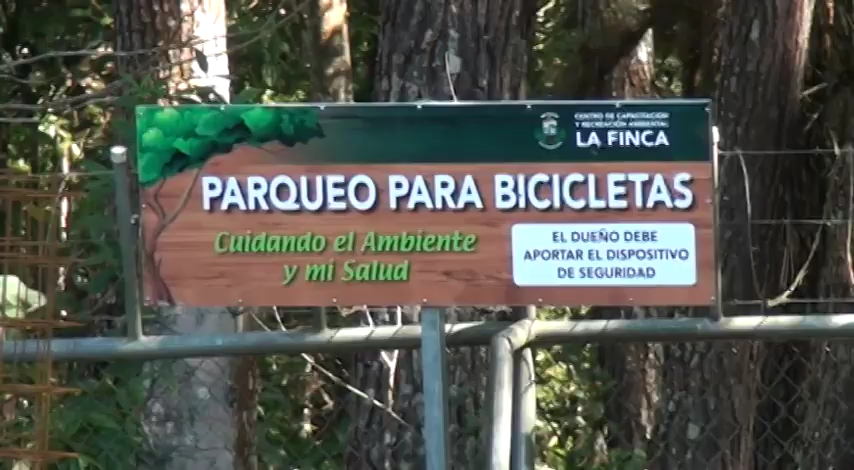 CENTRO DE CAPACITACIÓN
Y RECREACIÓN AMBIENTAL
LA FINCA
PARQUEO PARA BICICLETAS
Cuidando el Ambiente
y mi Salud
EL DUEÑO DEBE
APORTAR EL DISPOSITIVO
DE SEGURIDAD